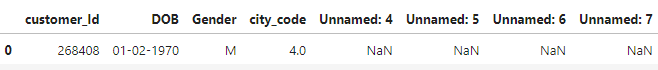 customer_Id DOB Gender city_code Unnamed: 4 Unnamed: 5 Unnamed: 6 Unnamed: 7
0 268408 01-02-1970 M 4.0 NaN NaN NaN NaN